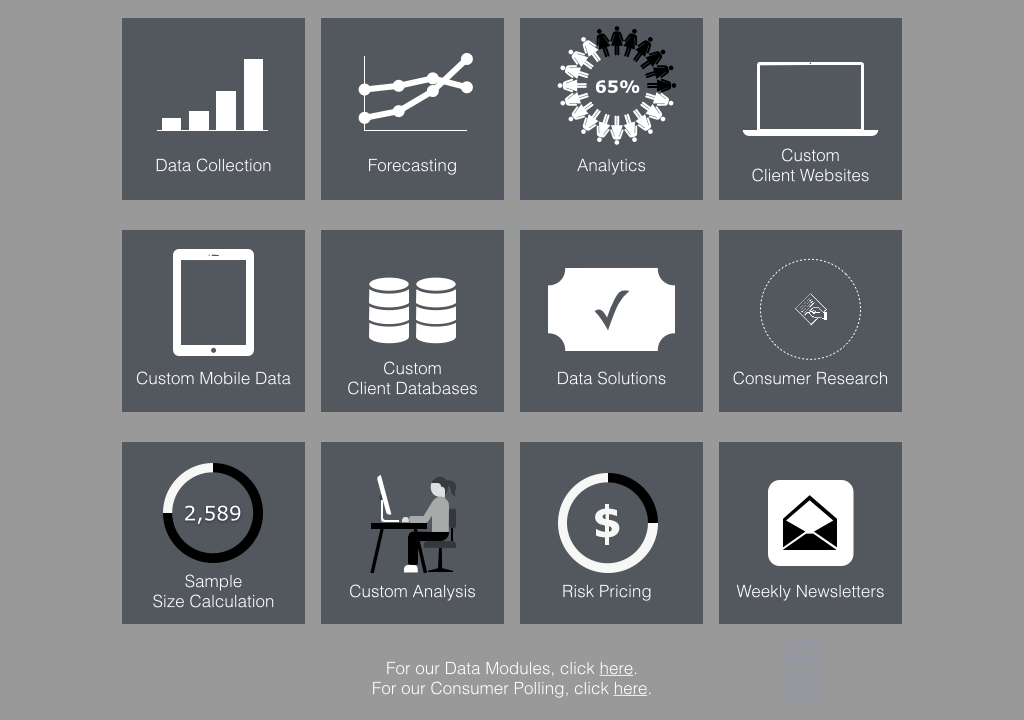 65%
Data Collection
Forecasting
Analytics
Custom
Client Websites
Custom Mobile Data
Custom
Client Databases
Data Solutions
Consumer Research
2,589
Sample
Size Calculation
Custom Analysis
$
Risk Pricing
Weekly Newsletters
For our Data Modules, click here.
For our Consumer Polling, click here.